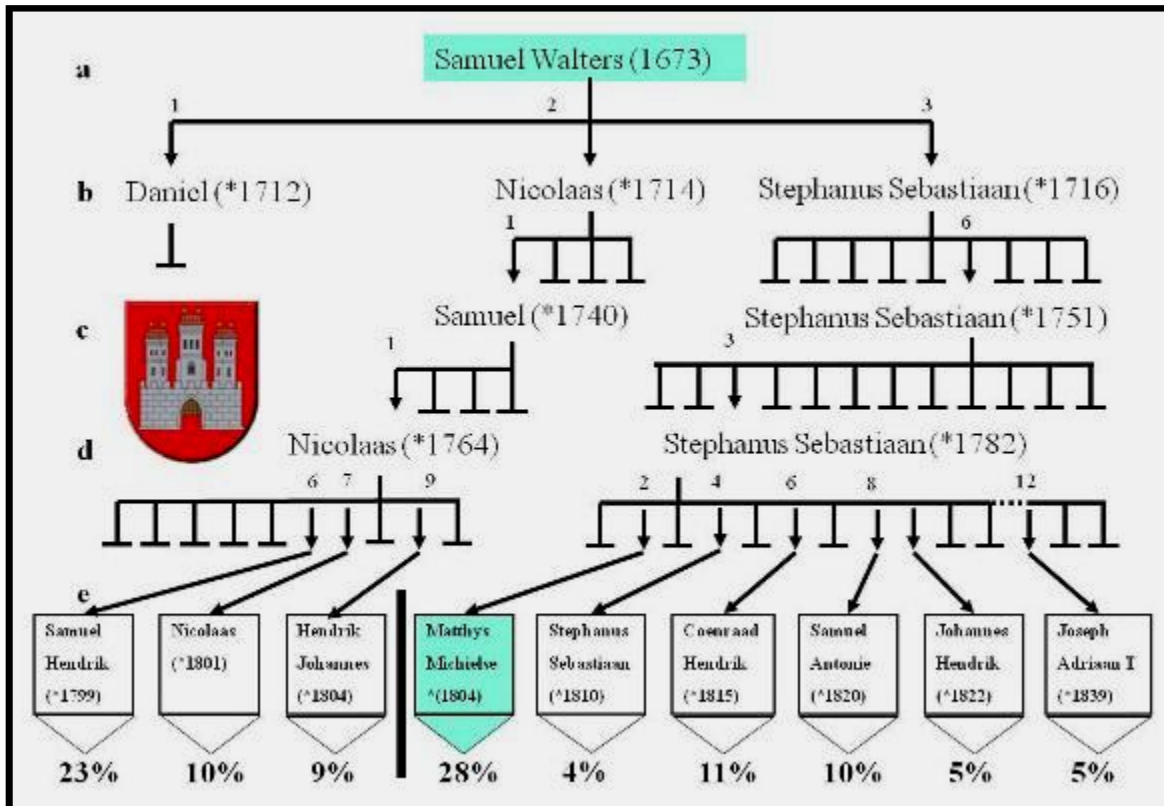 a
Samuel Walters (1673)
1 2 3
b
Daniel (*1712)
Nicolaas (*1714)
Stephanus Sebastiaan (*1716)
1 6
c
Samuel (*1740)
Stephanus Sebastiaan (*1751)
1 3
d
Nicolaas (*1764)
Stephanus Sebastiaan (*1782)
6 7 9 2 4 6 8 12
e
Samuel
Hendrik
(*1799)
Nicolaas
(*1801)
Hendrik
Johannes
(*1804)
Matthys
Michielse
^(1804)
Stephanus
Sebastiaan
(^1810)
Coenraad
Hendrik
(*1815)
Samuel
Antonie
(^1820)
Johannes
Hendrik
(^1822)
Joseph
Adriaan I
(*1839)
23% 10% 9% 28% 4% 11% 10% 5% 5%